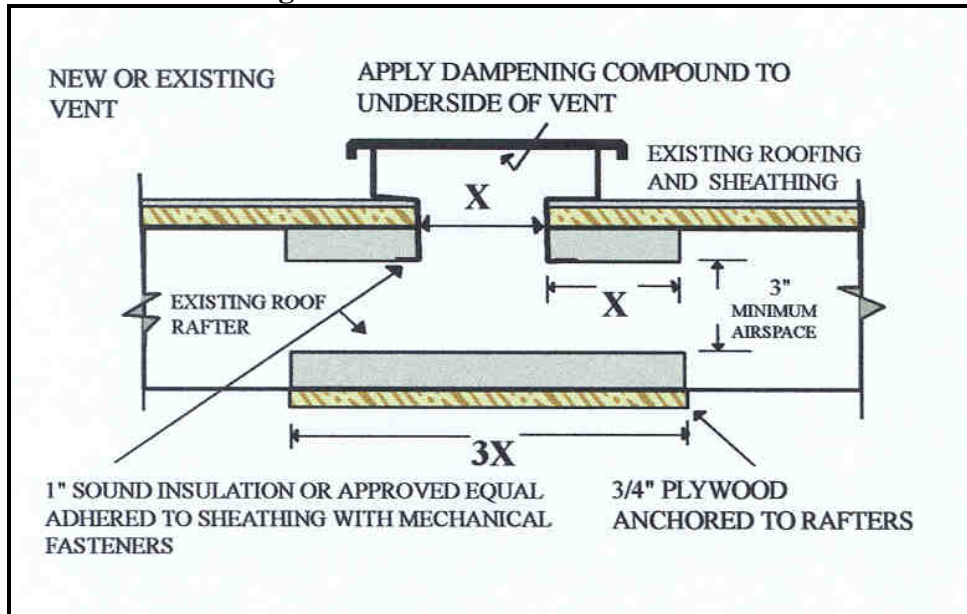 NEW OR EXISTING
VENT
APPLY DAMPENING COMPOUND TO
UNDERSIDE OF VENT
EXISTING ROOFING
AND SHEATHING
X
EXISTING ROOF
RAFTER
X
3"
MINIMUM
AIRSPACE
3X
1" SOUND INSULATION OR APPROVED EQUAL
ADHERED TO SHEATHING WITH MECHANICAL
FASTENERS
3/4" PLYWOOD
ANCHORED TO RAFTERS